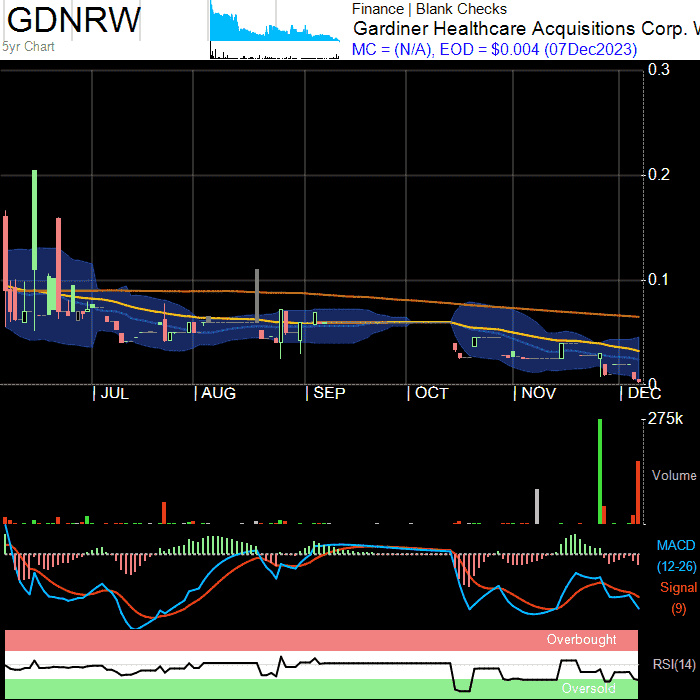 GDNRW
5yr Chart
Finance | Blank Checks
Gardiner Healthcare Acquisitions Corp. W
MC = (N/A), EOD = $0.004 (07Dec2023)
0.3
0.2
0.1
0
| JUL | AUG | SEP | OCT | NOV | DEC
275k
Volume
MACD
(12-26)
Signal
(9)
Overbought
RSI(14)
Oversold